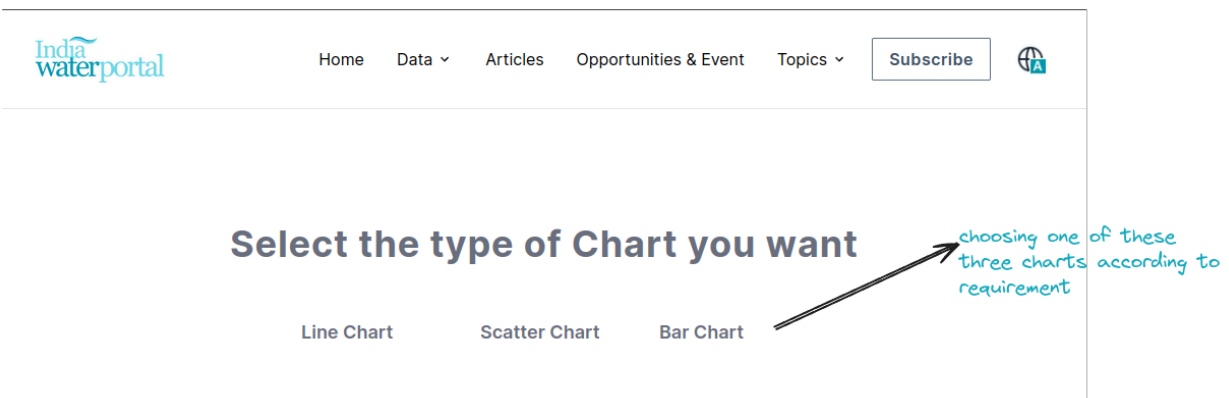 India
waterportal
Home Data Articles Opportunities & Event Topics Subscribe A
Select the type of Chart you want
choosing one of these
three charts according to
requirement
Line Chart Scatter Chart Bar Chart